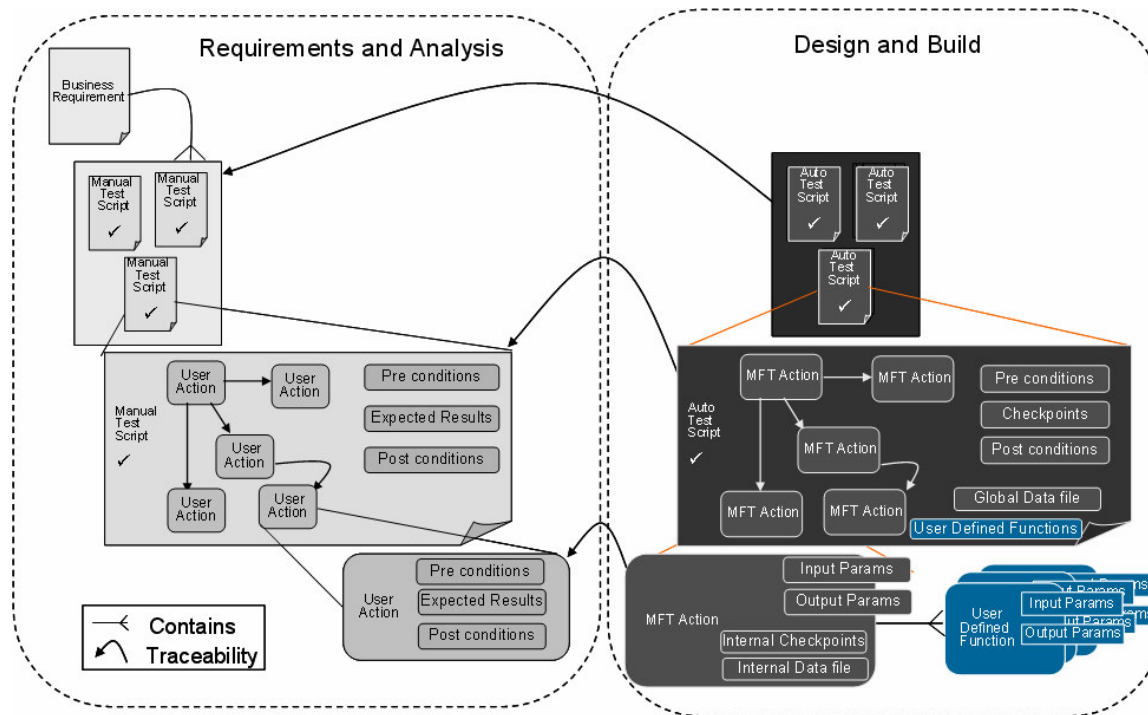 Requirements and Analysis
Business
Requirement
Manual
Test
Script
✓
Manual
Test
Script
✓
Manual
Test
Script
✓
Manual
Test
Script
✓
User
Action
User
Action
User
Action
User
Action
User
Action
Pre conditions
Expected Results
Post conditions
User
Action
Pre conditions
Expected Results
Post conditions
Contains
Traceability
Design and Build
Auto
Test
Script
✓
Auto
Test
Script
✓
Auto
Test
Script
✓
Auto
Test
Script
✓
MFT Action
MFT Action
MFT Action
MFT Action
MFT Action
Pre conditions
Checkpoints
Post conditions
Global Data file
User Defined Functions
MFT Action
Input Params
Output Params
Internal Checkpoints
Internal Data file
User
Defined
Function
Input Params
Output Params